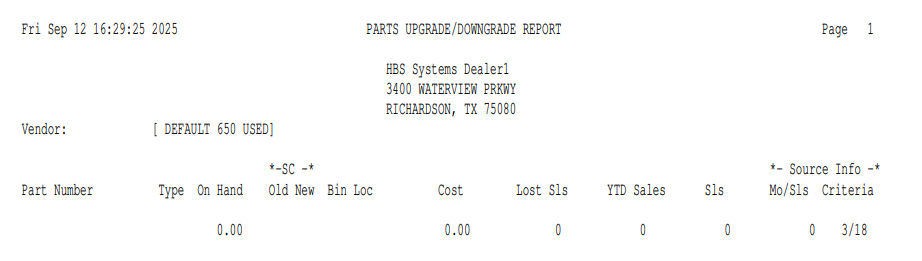 Fri Sep 12 16:29:25 2025 PARTS UPGRADE/DOWNGRADE REPORT Page 1
HBS Systems Dealer1
3400 WATERVIEW PRKWY
RICHARDSON, TX 75080
Vendor: [ DEFAULT 650 USED]
*-SC -* *- Source Info -*
Part Number Type On Hand Old New Bin Loc Cost Lost Sls YTD Sales Sls Mo/Sls Criteria
0.00 0.00 0 0 0 0 3/18